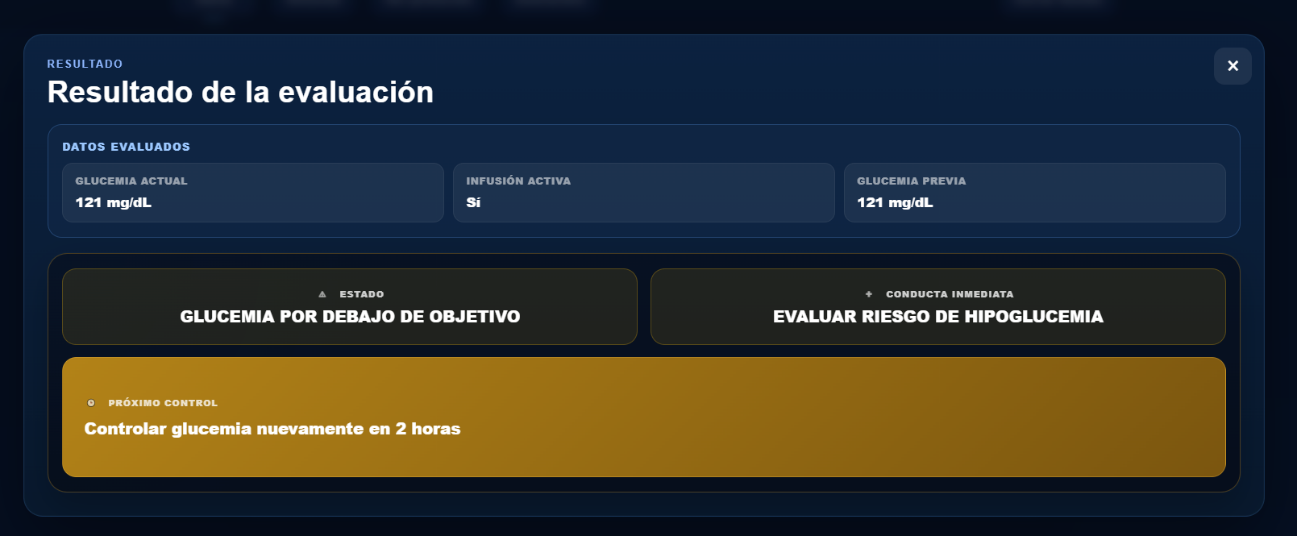 RESULTADO
Resultado de la evaluación
×
DATOS EVALUADOS
GLUCEMIA ACTUAL
121 mg/dL
INFUSIÓN ACTIVA
Sí
GLUCEMIA PREVIA
121 mg/dL
ESTADO
GLUCEMIA POR DEBAJO DE OBJETIVO
CONDUCTA INMEDIATA
EVALUAR RIESGO DE HIPOGLUCEMIA
PRÓXIMO CONTROL
Controlar glucemia nuevamente en 2 horas